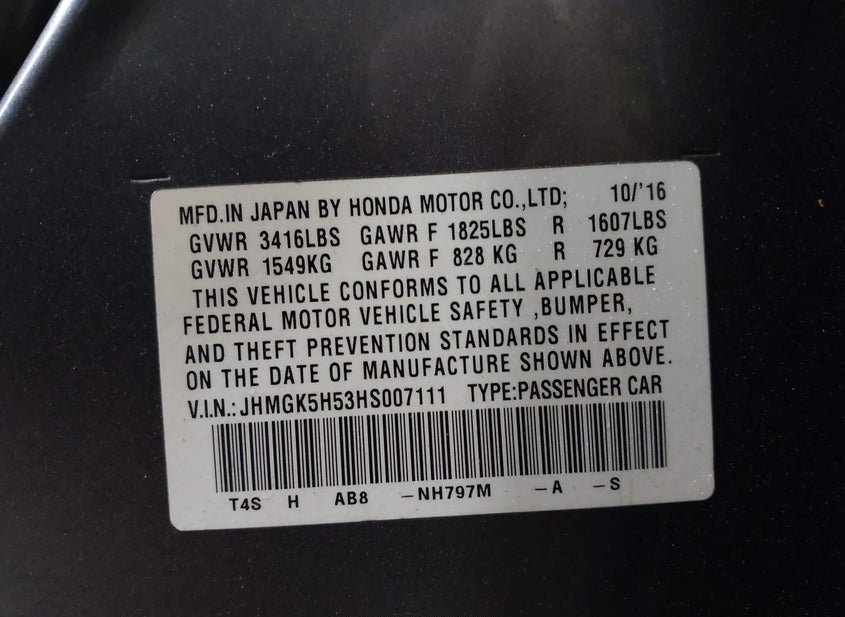 MFD.IN JAPAN BY HONDA MOTOR CO.,LTD; 10/'16
GVWR 3416LBS GAWR F 1825LBS R 1607LBS
GVWR 1549KG GAWR F 828 KG R 729 KG
THIS VEHICLE CONFORMS TO ALL APPLICABLE
FEDERAL MOTOR VEHICLE SAFETY ,BUMPER,
AND THEFT PREVENTION STANDARDS IN EFFECT
ON THE DATE OF MANUFACTURE SHOWN ABOVE.
V.I.N.: JHMGK5H53HS007111 TYPE:PASSENGER CAR
T4S H AB8 –NH797M –A –S